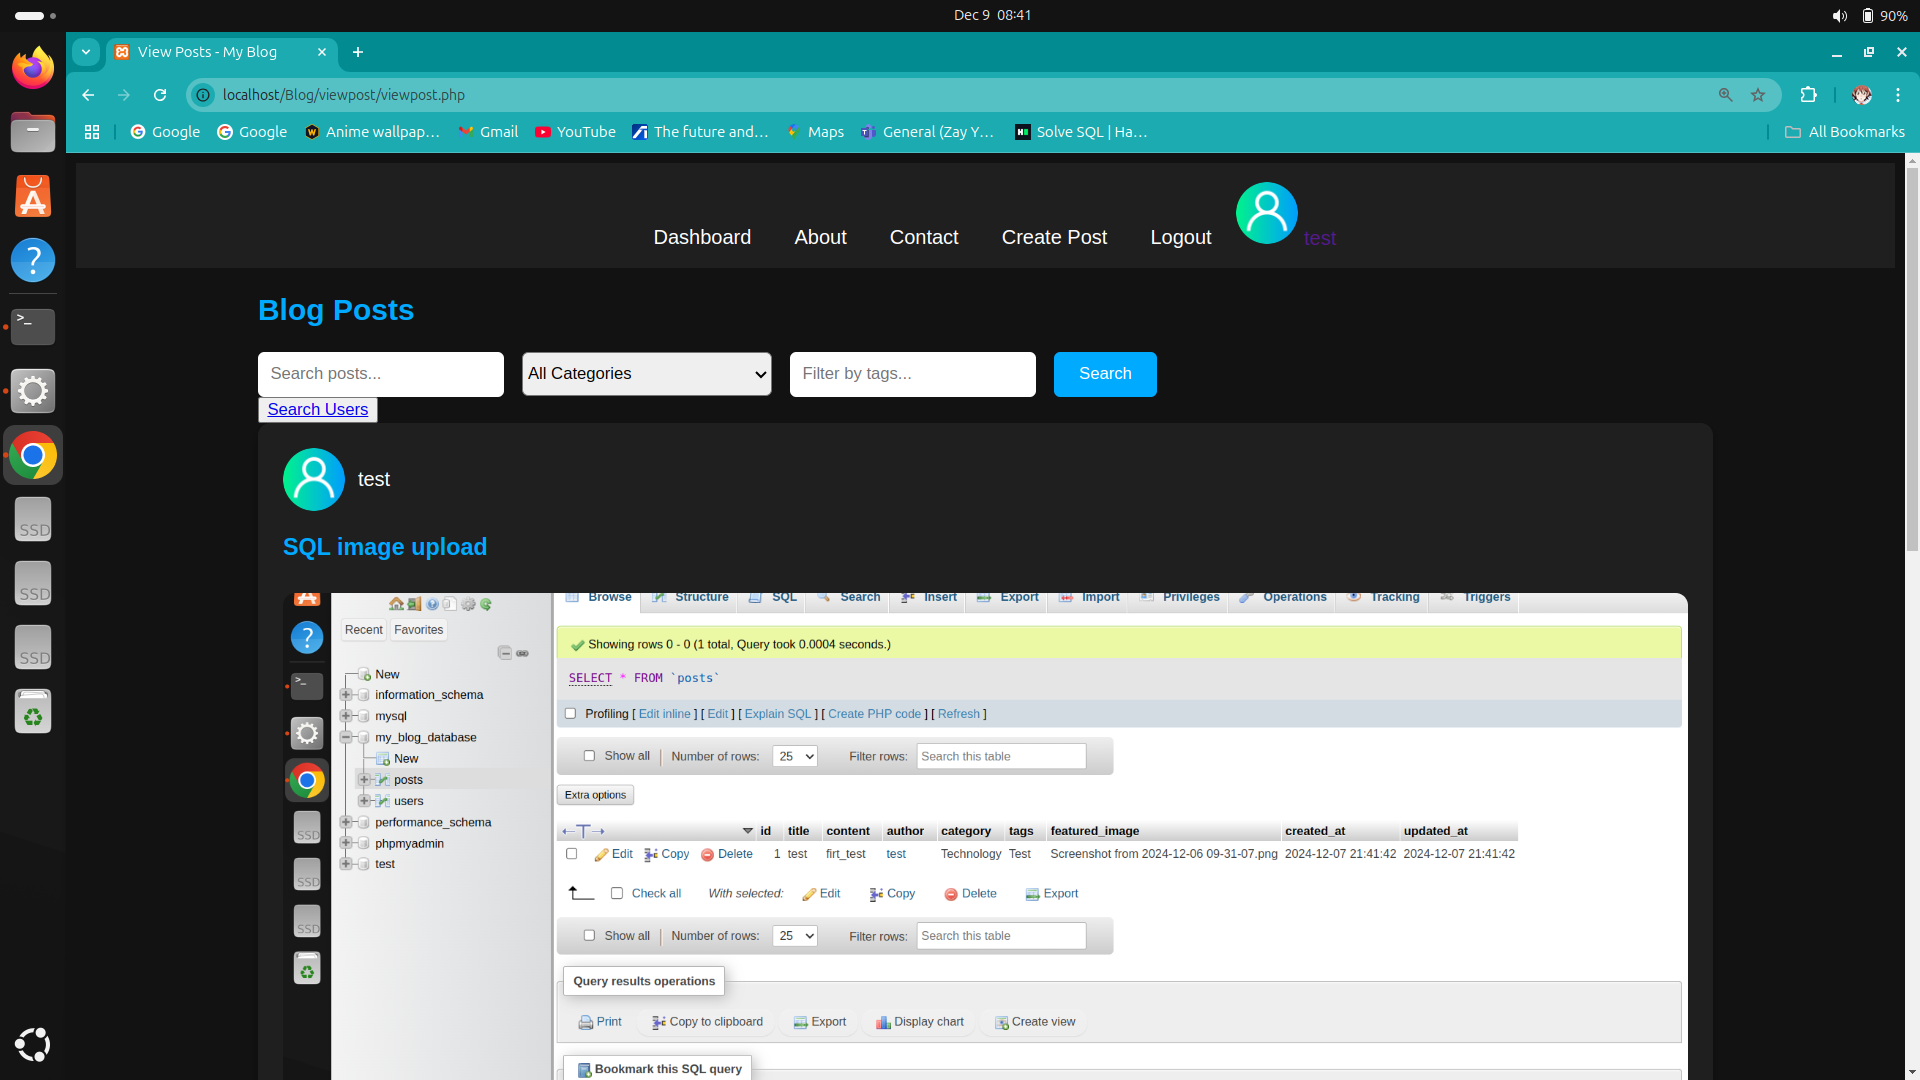 Dec 9 08:41
90%
View Posts - My Blog
localhost/Blog/viewpost/viewpost.php
Google Google Anime wallpap… Gmail YouTube The future and… Maps General (Zay Y… Solve SQL | Ha… All Bookmarks
Dashboard About Contact Create Post Logout test
Blog Posts
Search posts... All Categories Filter by tags... Search
Search Users
test
SQL image upload
Browse Structure SQL Search Insert Export Import Privileges Operations Tracking Triggers
Recent Favorites
New
information_schema
mysql
my_blog_database
New
posts
users
performance_schema
phpmyadmin
test
Showing rows 0 - 0 (1 total, Query took 0.0004 seconds.)
SELECT * FROM `posts`
Profiling [ Edit inline ] [ Edit ] [ Explain SQL ] [ Create PHP code ] [ Refresh ]
Show all Number of rows: 25 Filter rows: Search this table
Extra options
id title content author category tags featured_image created_at updated_at
Edit Copy Delete 1 test firt_test test Technology Test Screenshot from 2024-12-06 09-31-07.png 2024-12-07 21:41:42 2024-12-07 21:41:42
Check all With selected: Edit Copy Delete Export
Show all Number of rows: 25 Filter rows: Search this table
Query results operations
Print Copy to clipboard Export Display chart Create view
Bookmark this SQL query
SSD
SSD
SSD
SSD
SSD
SSD